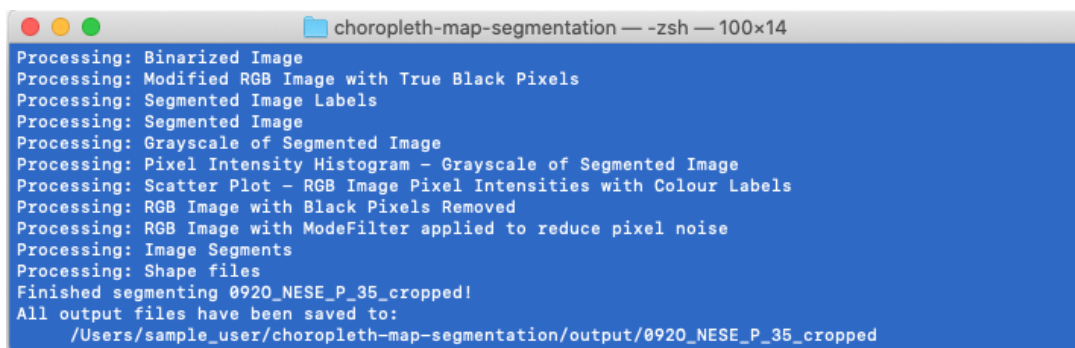 choropleth-map-segmentation — -zsh — 100×14
Processing: Binarized Image
Processing: Modified RGB Image with True Black Pixels
Processing: Segmented Image Labels
Processing: Segmented Image
Processing: Grayscale of Segmented Image
Processing: Pixel Intensity Histogram – Grayscale of Segmented Image
Processing: Scatter Plot – RGB Image Pixel Intensities with Colour Labels
Processing: RGB Image with Black Pixels Removed
Processing: RGB Image with ModeFilter applied to reduce pixel noise
Processing: Image Segments
Processing: Shape files
Finished segmenting 092O_NESE_P_35_cropped!
All output files have been saved to:
/Users/sample_user/choropleth-map-segmentation/output/092O_NESE_P_35_cropped